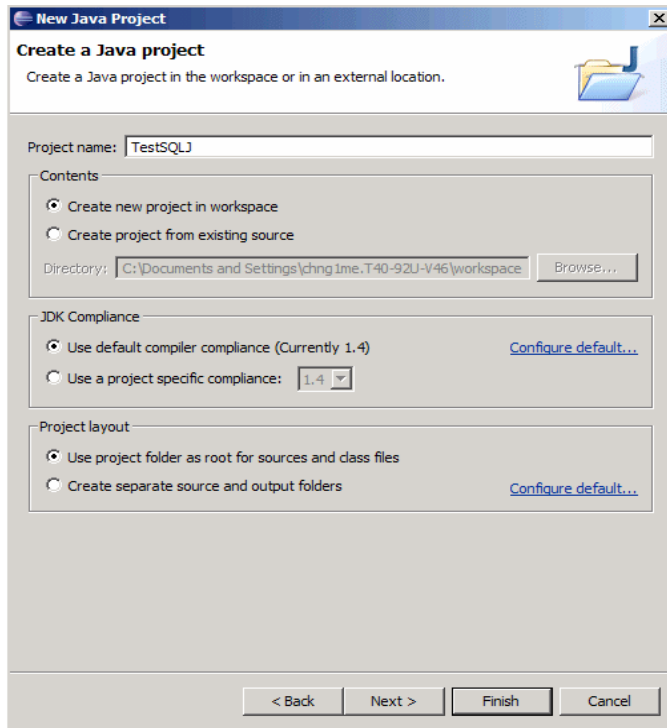 New Java Project
Create a Java project
Create a Java project in the workspace or in an external location.
Project name: TestSQLJ
Contents
Create new project in workspace
Create project from existing source
Directory: C:\Documents and Settings\chng1me.T40-92U-V46\workspace Browse...
JDK Compliance
Use default compiler compliance (Currently 1.4) Configure default...
Use a project specific compliance: 1.4
Project layout
Use project folder as root for sources and class files
Create separate source and output folders Configure default...
< Back Next > Finish Cancel